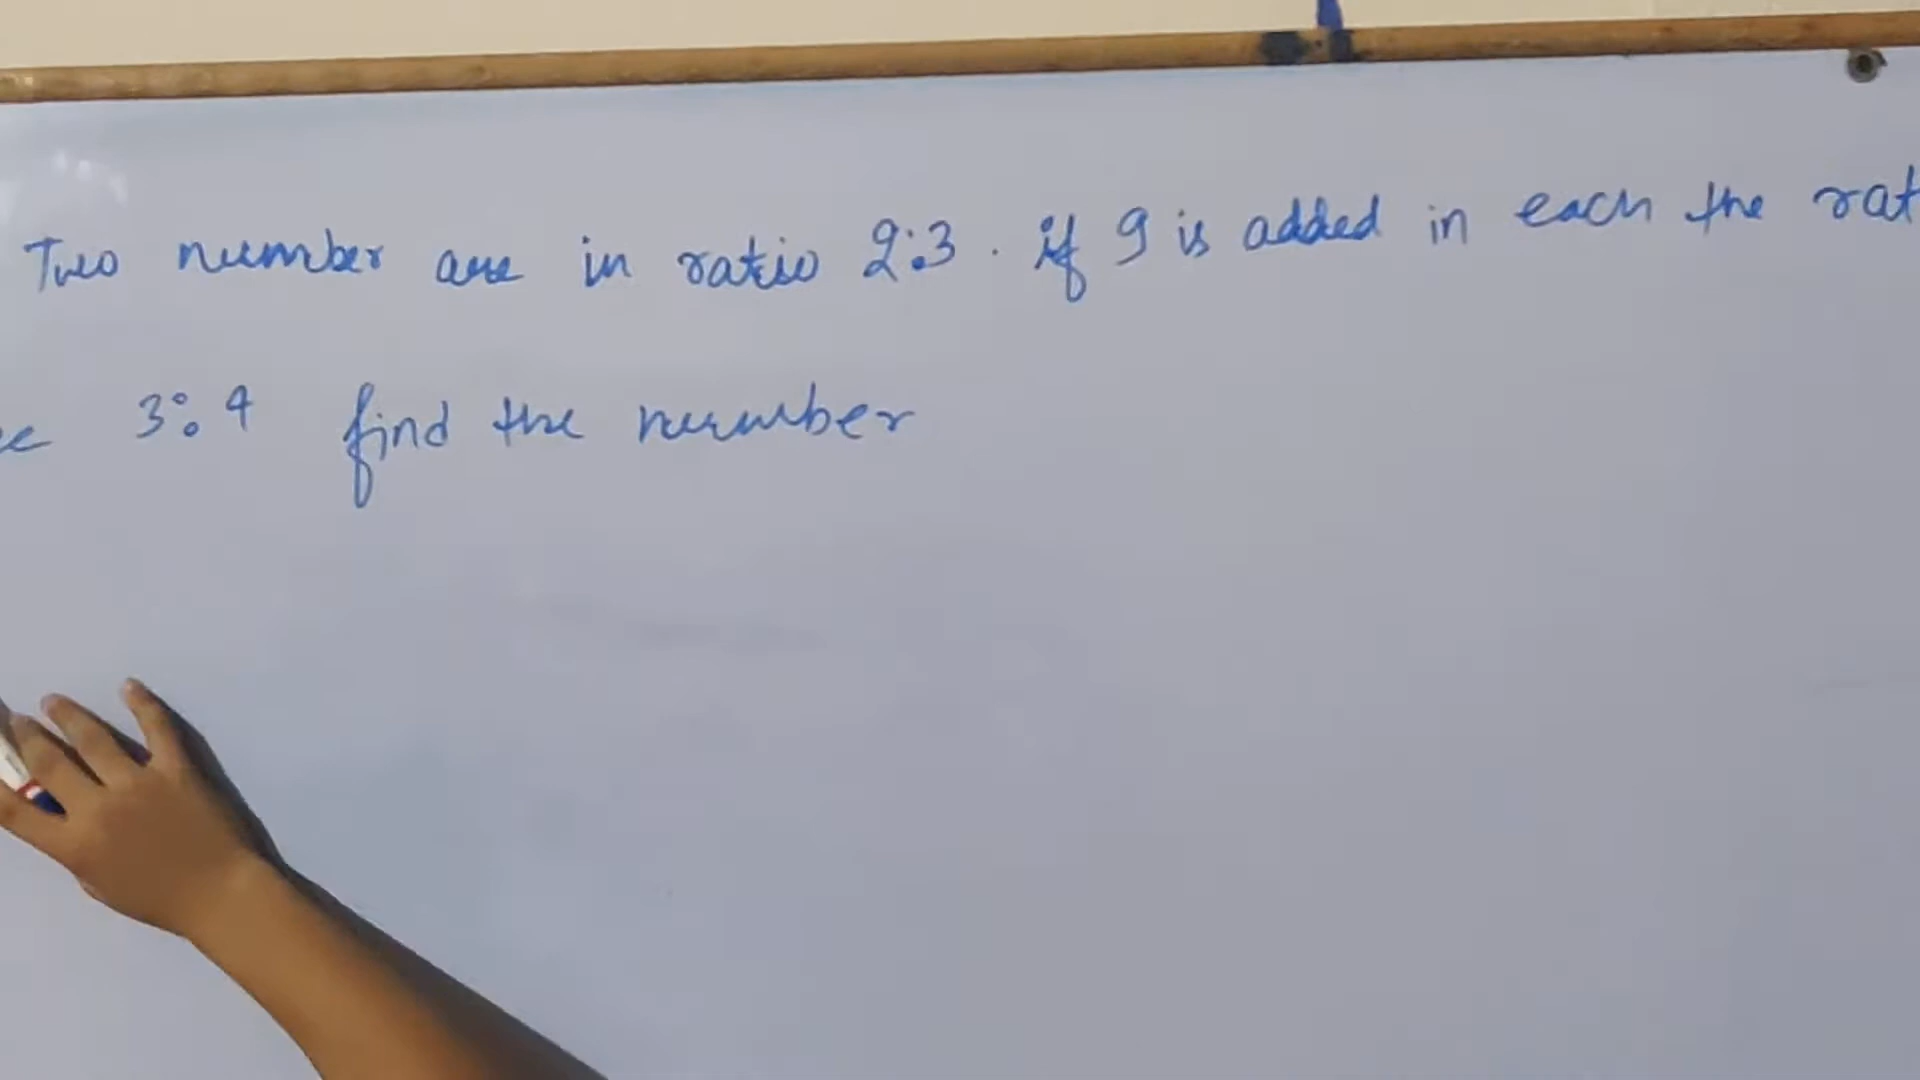 Two number are in ratio 2:3. if 9 is added in each the rat
3:4 find the number